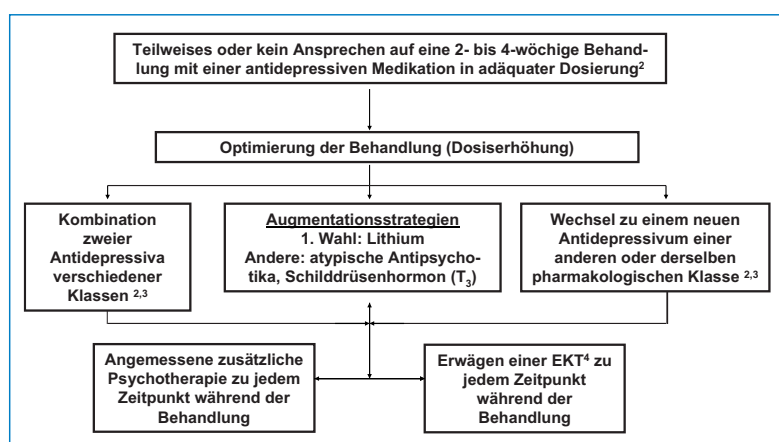 Teilweises oder kein Ansprechen auf eine 2- bis 4-wöchige Behand-
lung mit einer antidepressiven Medikation in adäquater Dosierung²
Optimierung der Behandlung (Dosiserhöhung)
Kombination
zweier
Antidepressiva
verschiedener
Klassen ²,³
Augmentationsstrategien
1. Wahl: Lithium
Andere: atypische Antipsycho-
tika, Schilddrüsenhormon (T₃)
Wechsel zu einem neuen
Antidepressivum einer
anderen oder derselben
pharmakologischen Klasse ²,³
Angemessene zusätzliche
Psychotherapie zu jedem
Zeitpunkt während der
Behandlung
Erwägen einer EKT⁴ zu
jedem Zeitpunkt
während der
Behandlung